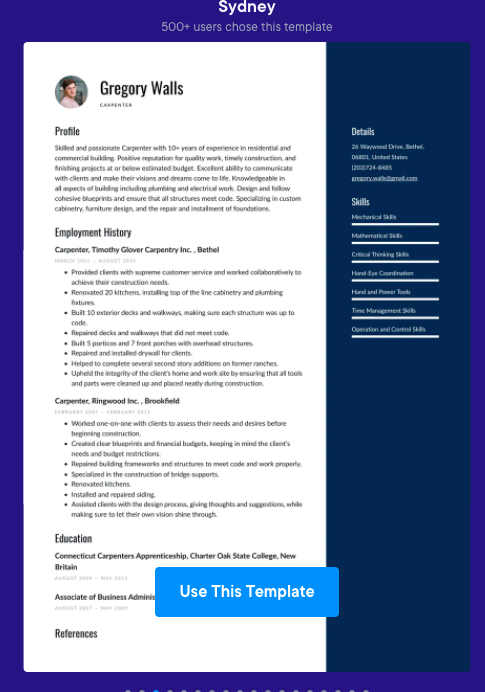 Sydney
500+ users chose this template
Gregory Walls
CARPENTER
Profile
Skilled and passionate Carpenter with 10+ years of experience in residential and
commercial building. Positive reputation for quality work, timely construction, and
finishing projects at or below estimated budget. Excellent ability to communicate
with clients and make their visions and dreams come to life. Knowledgeable in
all aspects of building including plumbing and electrical work. Design and follow
cohesive blueprints and ensure that all structures meet code. Specializing in custom
cabinetry, furniture design, and the repair and installment of foundations.
Employment History
Carpenter, Timothy Glover Carpentry Inc. , Bethel
MARCH 2011 — AUGUST 2019
• Provided clients with supreme customer service and worked collaboratively to
achieve their construction needs.
• Renovated 20 kitchens, installing top of the line cabinetry and plumbing
fixtures.
• Built 10 exterior decks and walkways, making sure each structure was up to
code.
• Repaired decks and walkways that did not meet code.
• Built 5 porticos and 7 front porches with overhead structures.
• Repaired and installed drywall for clients.
• Helped to complete several second story additions on former ranches.
• Upheld the integrity of the client's home and work site by ensuring that all tools
and parts were cleaned up and placed neatly during construction.
Carpenter, Ringwood Inc. , Brookfield
FEBRUARY 2007 — FEBRUARY 2011
• Worked one-on-one with clients to assess their needs and desires before
beginning construction.
• Created clear blueprints and financial budgets, keeping in mind the client's
needs and budget restrictions.
• Repaired building frameworks and structures to meet code and work properly.
• Specialized in the construction of bridge supports.
• Renovated kitchens.
• Installed and repaired siding.
• Assisted clients with the design process, giving thoughts and suggestions, while
making sure to let their own vision shine through.
Education
Connecticut Carpenters Apprenticeship, Charter Oak State College, New
Britain
AUGUST 2009 — MAY 2013
Associate of Business Adminis
AUGUST 2007 — MAY 2009
References
Details
26 Waywood Drive, Bethel,
06801, United States
(203)724-8485
gregory.walls@gmail.com
Skills
Mechanical Skills
Mathematical Skills
Critical Thinking Skills
Hand-Eye Coordination
Hand and Power Tools
Time Management Skills
Operation and Control Skills
Use This Template